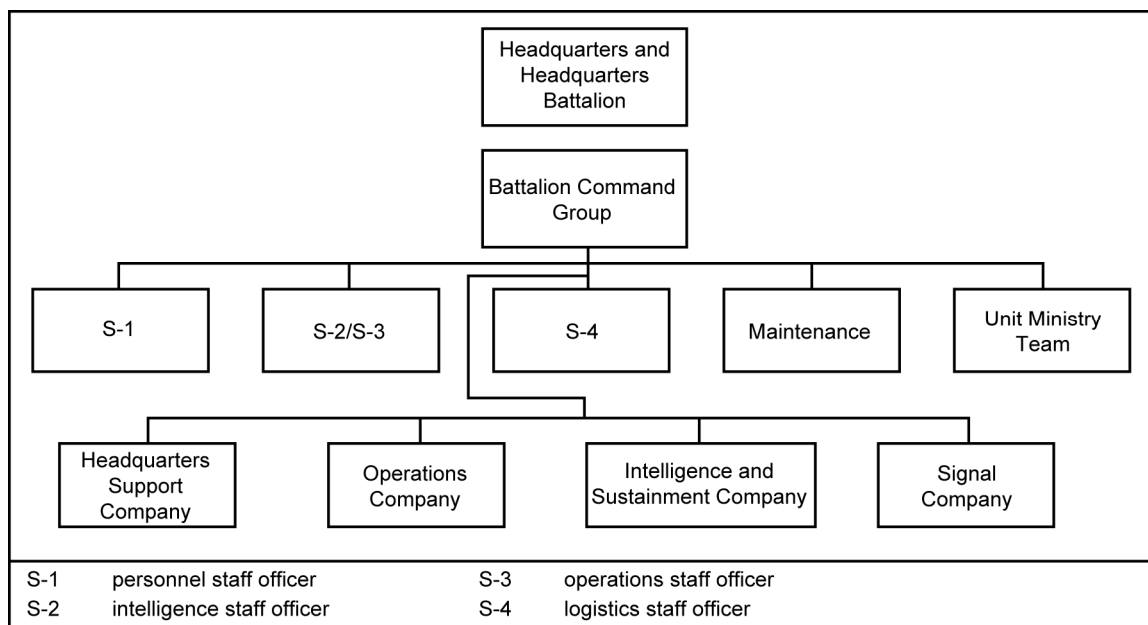 Headquarters and
Headquarters
Battalion
Battalion Command
Group
S-1
S-2/S-3
S-4
Maintenance
Unit Ministry
Team
Headquarters
Support
Company
Operations
Company
Intelligence and
Sustainment Company
Signal
Company
S-1 personnel staff officer S-3 operations staff officer
S-2 intelligence staff officer S-4 logistics staff officer